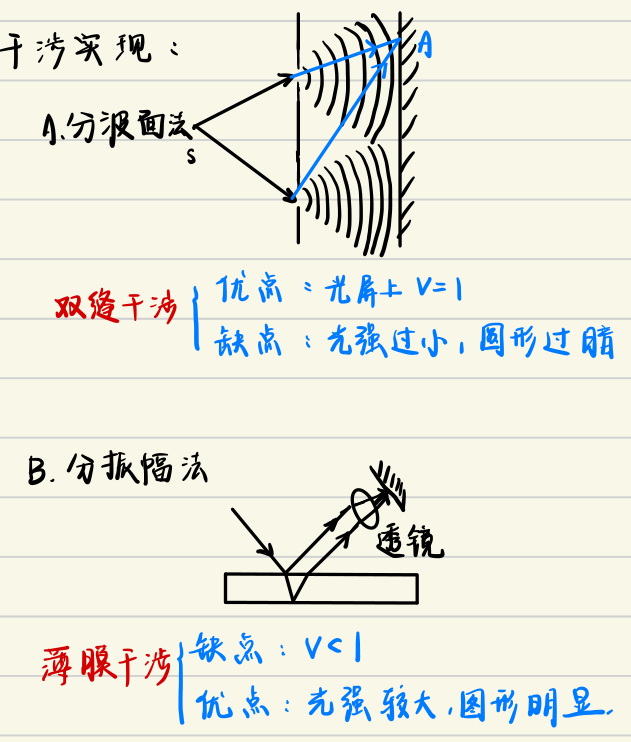 干涉实现：
A
A.分波面法
S
双缝干涉
优点：光屏上 V=1
缺点：光强过小，图形过暗
B.分振幅法
透镜
薄膜干涉
缺点：V<1
优点：光强较大，图形明显.